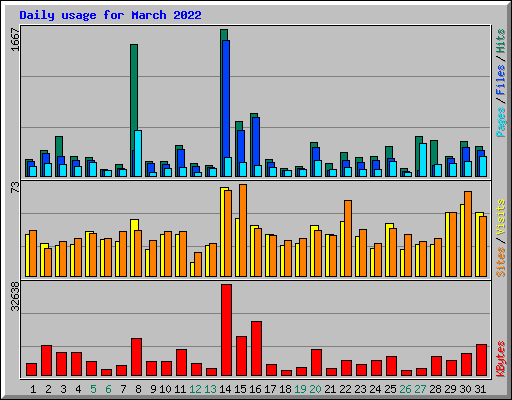 Daily usage for March 2022
1667
Pages / Files / Hits
73
Sites / Visits
32638
KBytes
1 2 3 4 5 6 7 8 9 10 11 12 13 14 15 16 17 18 19 20 21 22 23 24 25 26 27 28 29 30 31